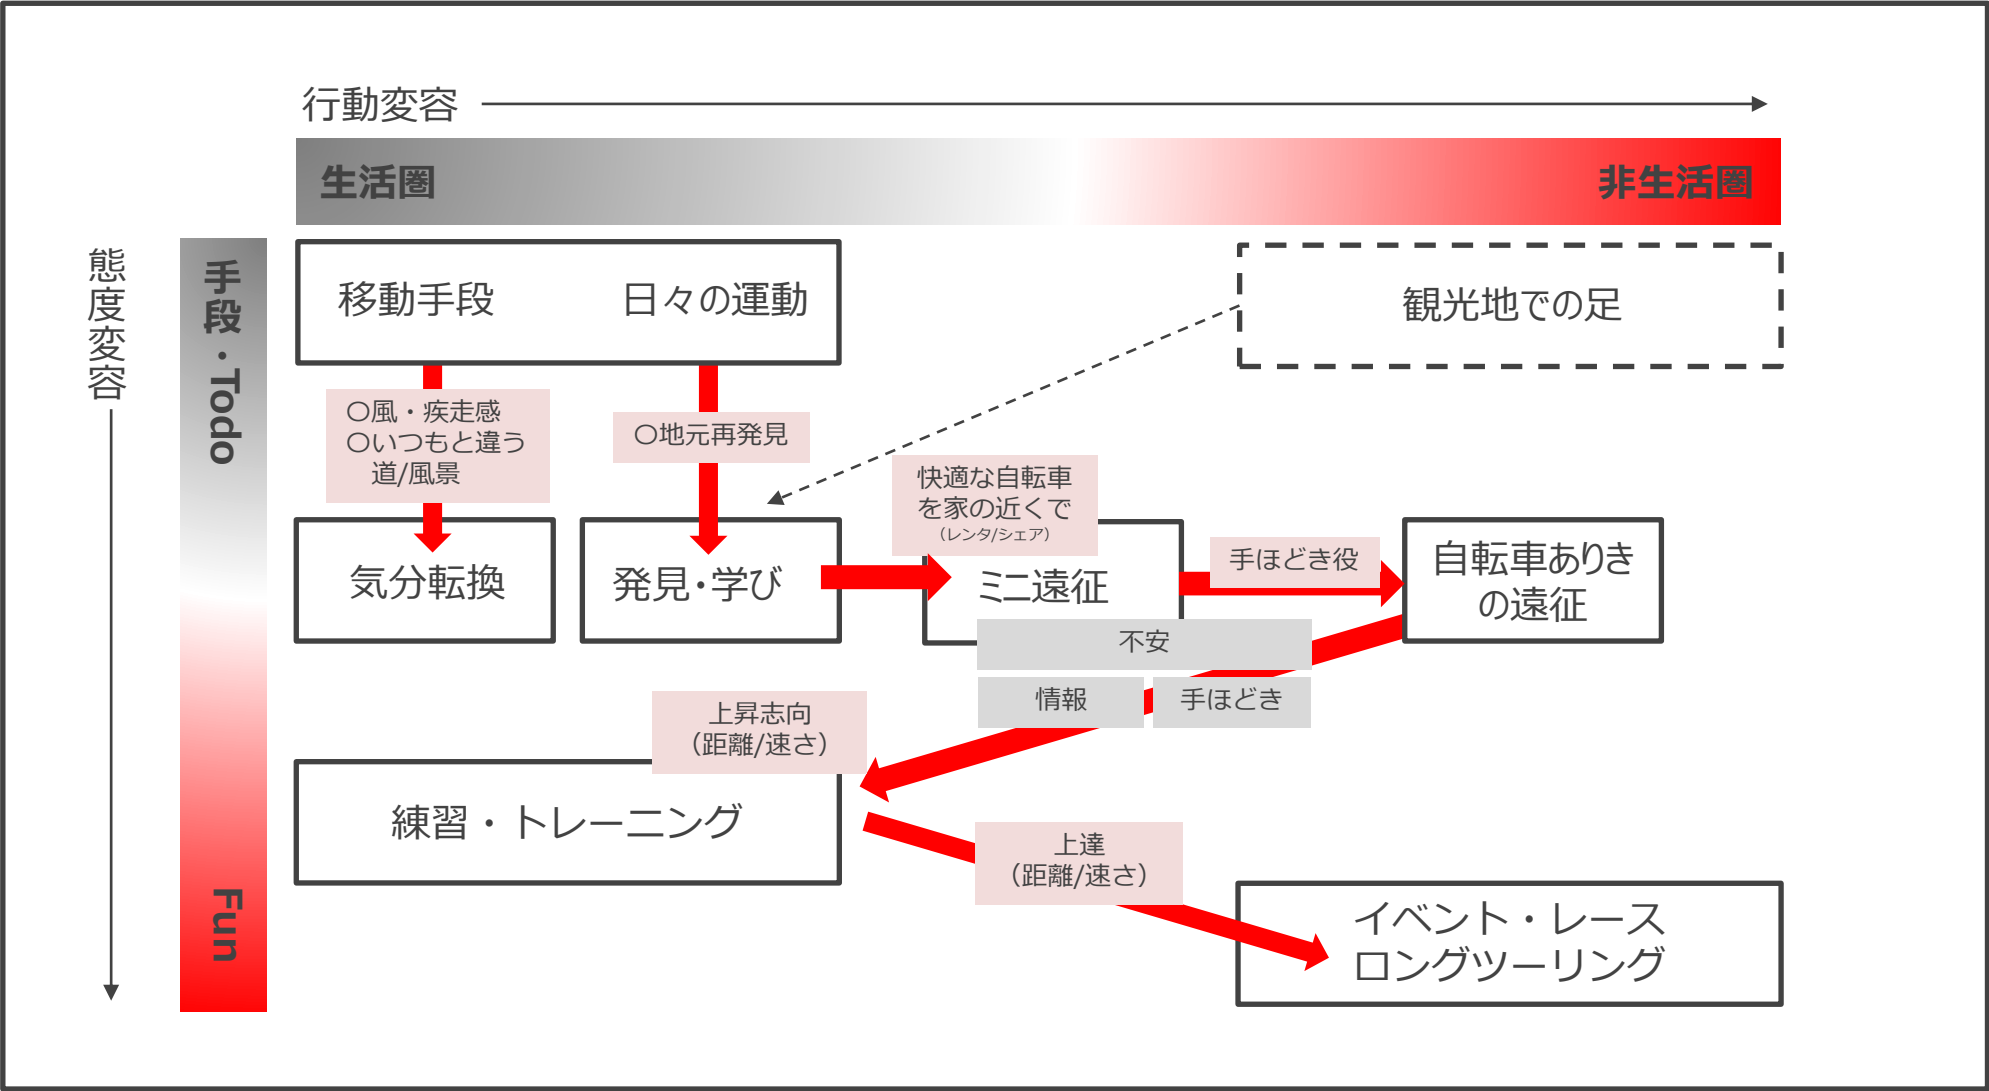 行動変容
生活圏
非生活圏
態度変容
手段・Todo
Fun
移動手段
日々の運動
観光地での足
〇風・疾走感
〇いつもと違う
道/風景
〇地元再発見
快適な自転車
を家の近くで
（レンタ/シェア）
手ほどき役
気分転換
発見・学び
ミニ遠征
自転車ありき
の遠征
不安
情報
手ほどき
上昇志向
（距離/速さ）
練習・トレーニング
上達
（距離/速さ）
イベント・レース
ロングツーリング